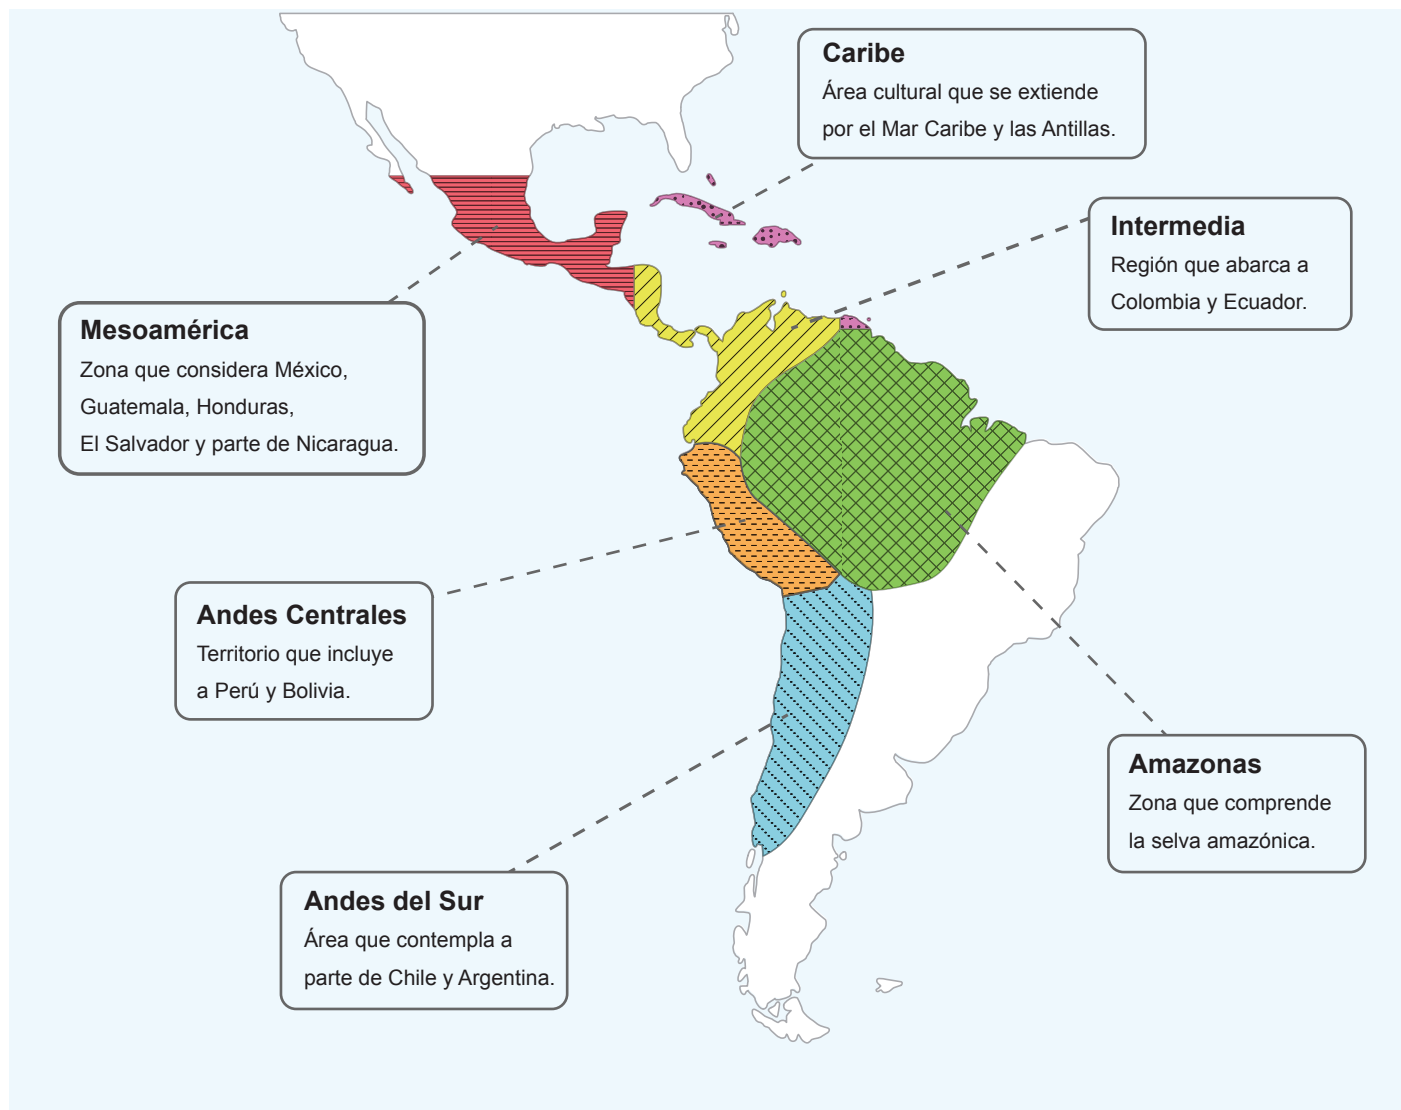 Caribe
Área cultural que se extiende
por el Mar Caribe y las Antillas.
Intermedia
Región que abarca a
Colombia y Ecuador.
Mesoamérica
Zona que considera México,
Guatemala, Honduras,
El Salvador y parte de Nicaragua.
Andes Centrales
Territorio que incluye
a Perú y Bolivia.
Amazonas
Zona que comprende
la selva amazónica.
Andes del Sur
Área que contempla a
parte de Chile y Argentina.